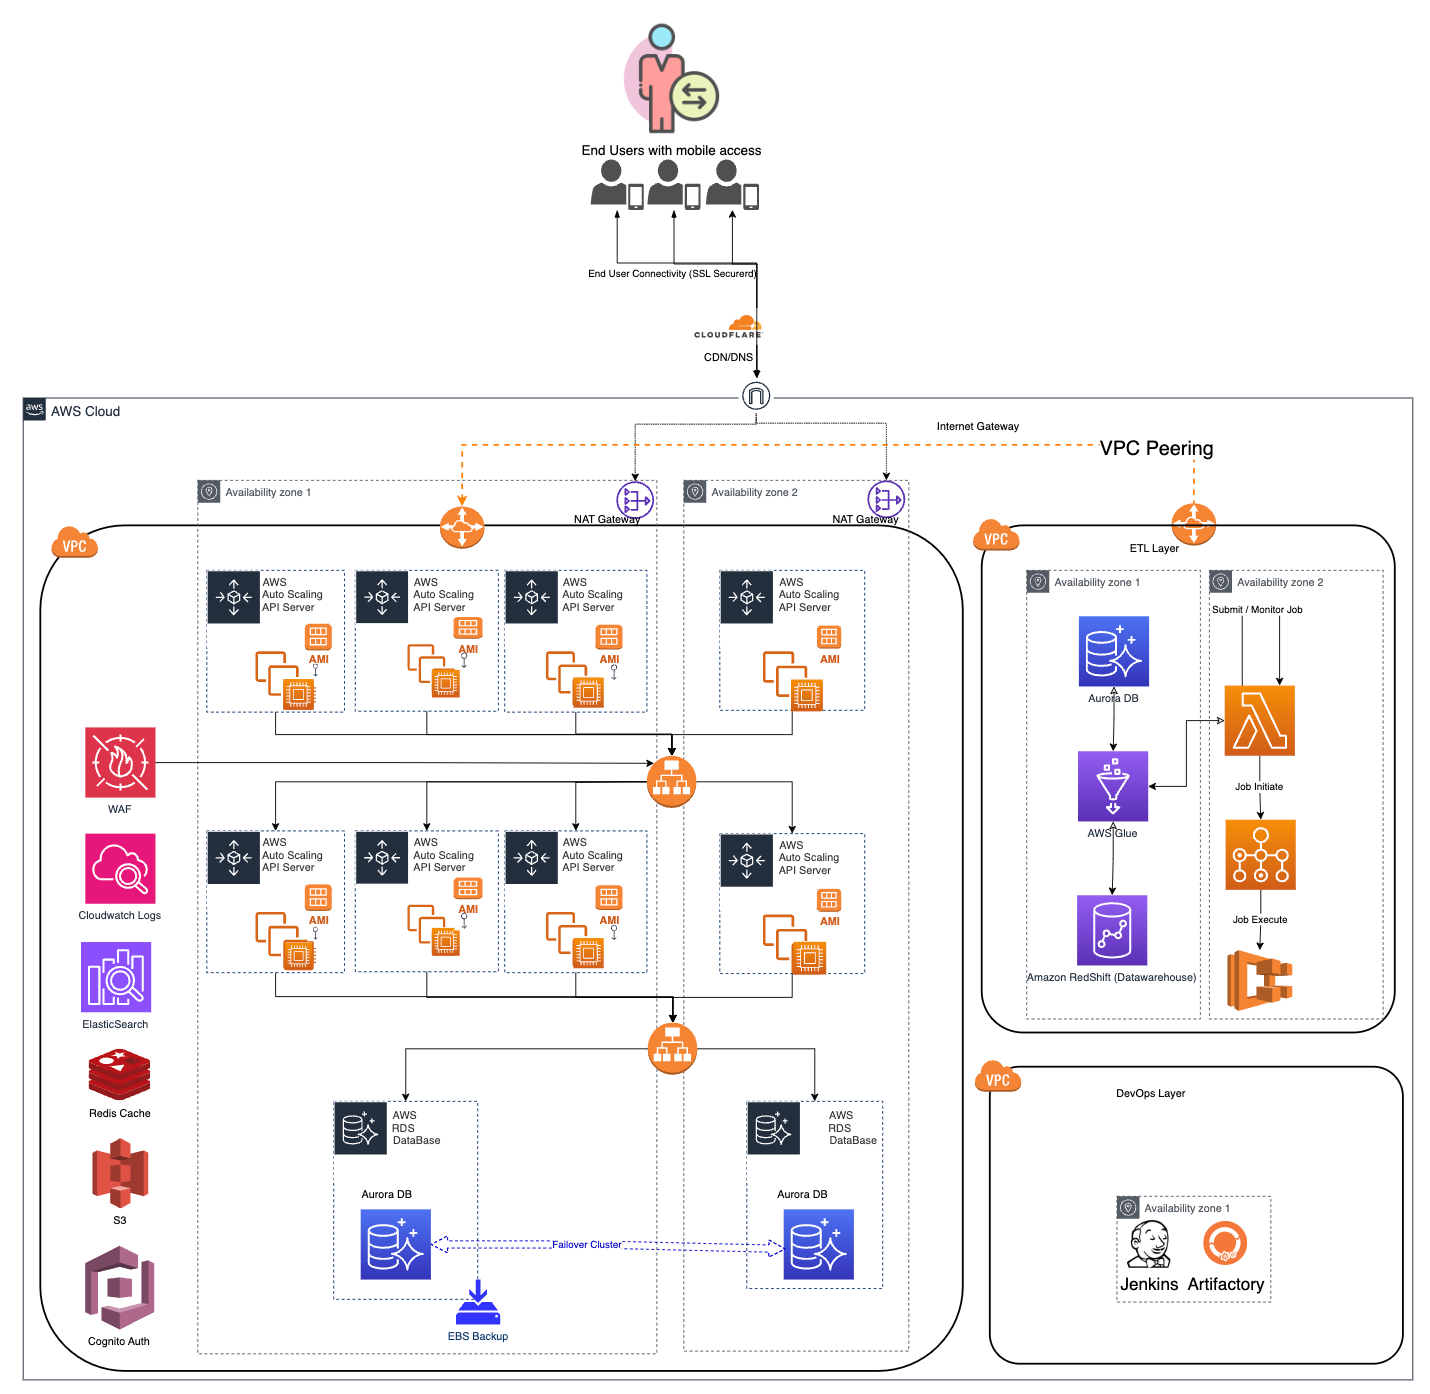 End Users with mobile access
End User Connectivity (SSL Securerd)
CLOUDFLARE
CDN/DNS
aws
AWS Cloud
Internet Gateway
VPC Peering
Availability zone 1
NAT Gateway
Availability zone 2
NAT Gateway
VPC
AWS
Auto Scaling
API Server
AMI
AWS
Auto Scaling
API Server
AMI
AWS
Auto Scaling
API Server
AMI
AWS
Auto Scaling
API Server
AMI
WAF
Cloudwatch Logs
ElasticSearch
Redis Cache
S3
Cognito Auth
AWS
Auto Scaling
API Server
AMI
AWS
Auto Scaling
API Server
AMI
AWS
Auto Scaling
API Server
AMI
AWS
Auto Scaling
API Server
AMI
AWS
RDS
DataBase
Aurora DB
AWS
RDS
DataBase
Aurora DB
Failover Cluster
EBS Backup
VPC
ETL Layer
Availability zone 1
Aurora DB
AWS Glue
Amazon RedShift (Datawarehouse)
Availability zone 2
Submit / Monitor Job
Job Initiate
Job Execute
VPC
DevOps Layer
Availability zone 1
Jenkins
Artifactory